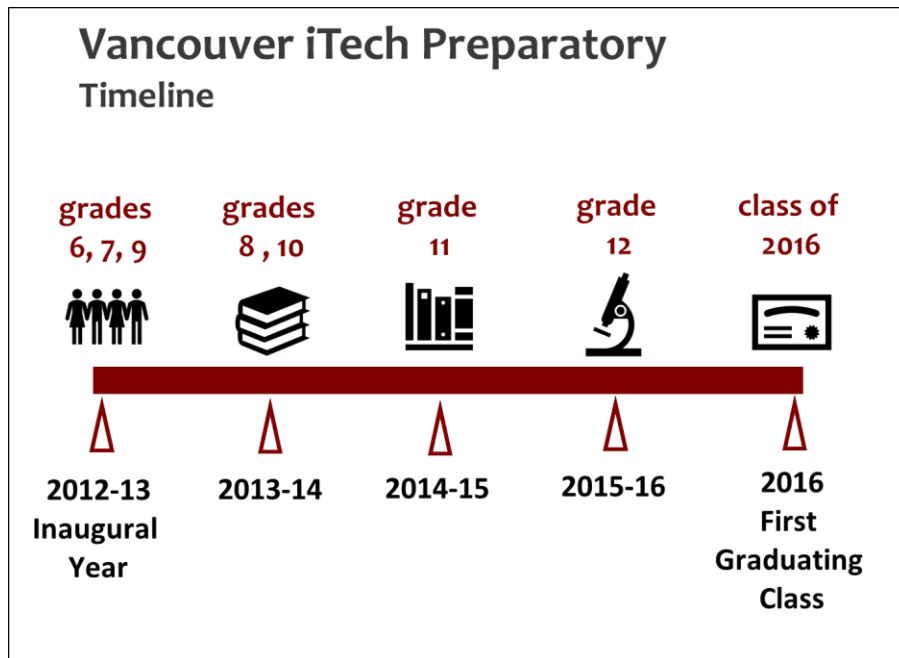 Vancouver iTech Preparatory
Timeline
grades
6, 7, 9
grades
8 , 10
grade
11
grade
12
class of
2016
2012-13
Inaugural
Year
2013-14
2014-15
2015-16
2016
First
Graduating
Class